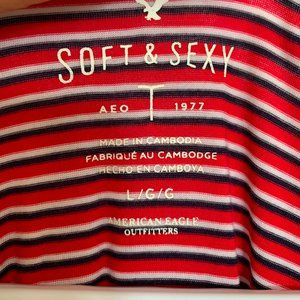 SOFT & SEXY
AEO T 1977
MADE IN CAMBODIA
FABRIQUÉ AU CAMBODGE
HECHO EN CAMBOYA
L/G/G
AMERICAN EAGLE
OUTFITTERS